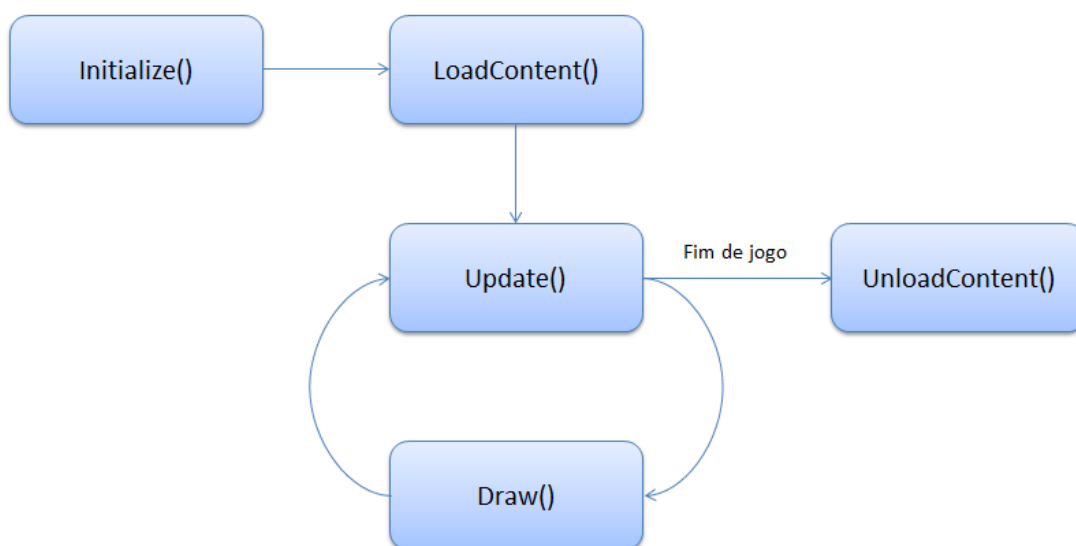 Initialize()
LoadContent()
Update()
Fim de jogo
UnloadContent()
Draw()